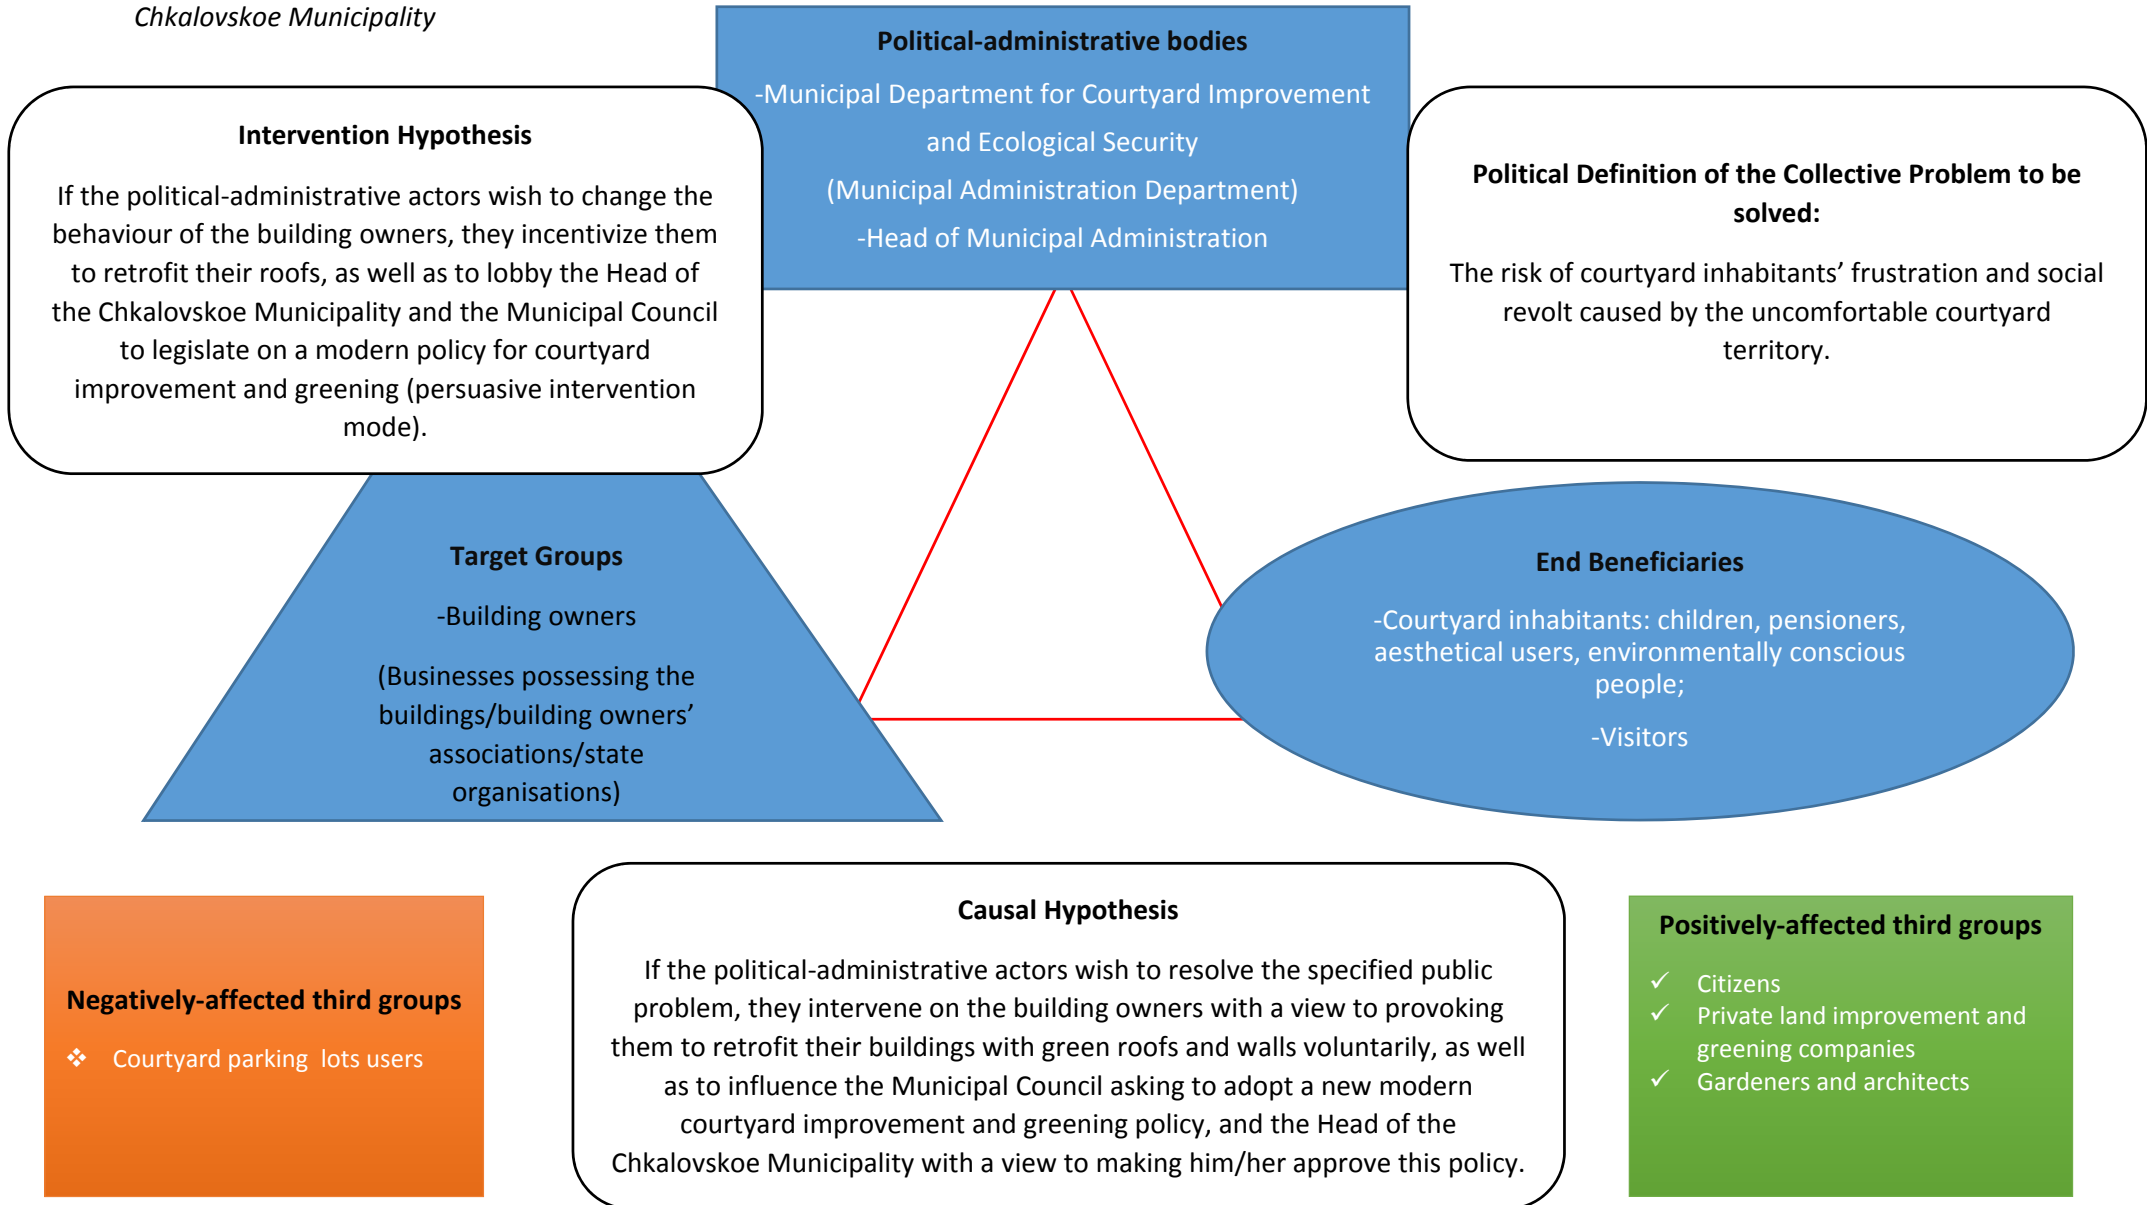 Chkalovskoe Municipality
Political-administrative bodies
-Municipal Department for Courtyard Improvement
and Ecological Security
(Municipal Administration Department)
-Head of Municipal Administration
Intervention Hypothesis
If the political-administrative actors wish to change the
behaviour of the building owners, they incentivize them
to retrofit their roofs, as well as to lobby the Head of
the Chkalovskoe Municipality and the Municipal Council
to legislate on a modern policy for courtyard
improvement and greening (persuasive intervention
mode).
Political Definition of the Collective Problem to be
solved:
The risk of courtyard inhabitants’ frustration and social
revolt caused by the uncomfortable courtyard
territory.
Target Groups
-Building owners
(Businesses possessing the
buildings/building owners’
associations/state
organisations)
End Beneficiaries
-Courtyard inhabitants: children, pensioners,
aesthetical users, environmentally conscious
people;
-Visitors
Negatively-affected third groups
❖ Courtyard parking lots users
Causal Hypothesis
If the political-administrative actors wish to resolve the specified public
problem, they intervene on the building owners with a view to provoking
them to retrofit their buildings with green roofs and walls voluntarily, as well
as to influence the Municipal Council asking to adopt a new modern
courtyard improvement and greening policy, and the Head of the
Chkalovskoe Municipality with a view to making him/her approve this policy.
Positively-affected third groups
✓ Citizens
✓ Private land improvement and
greening companies
✓ Gardeners and architects